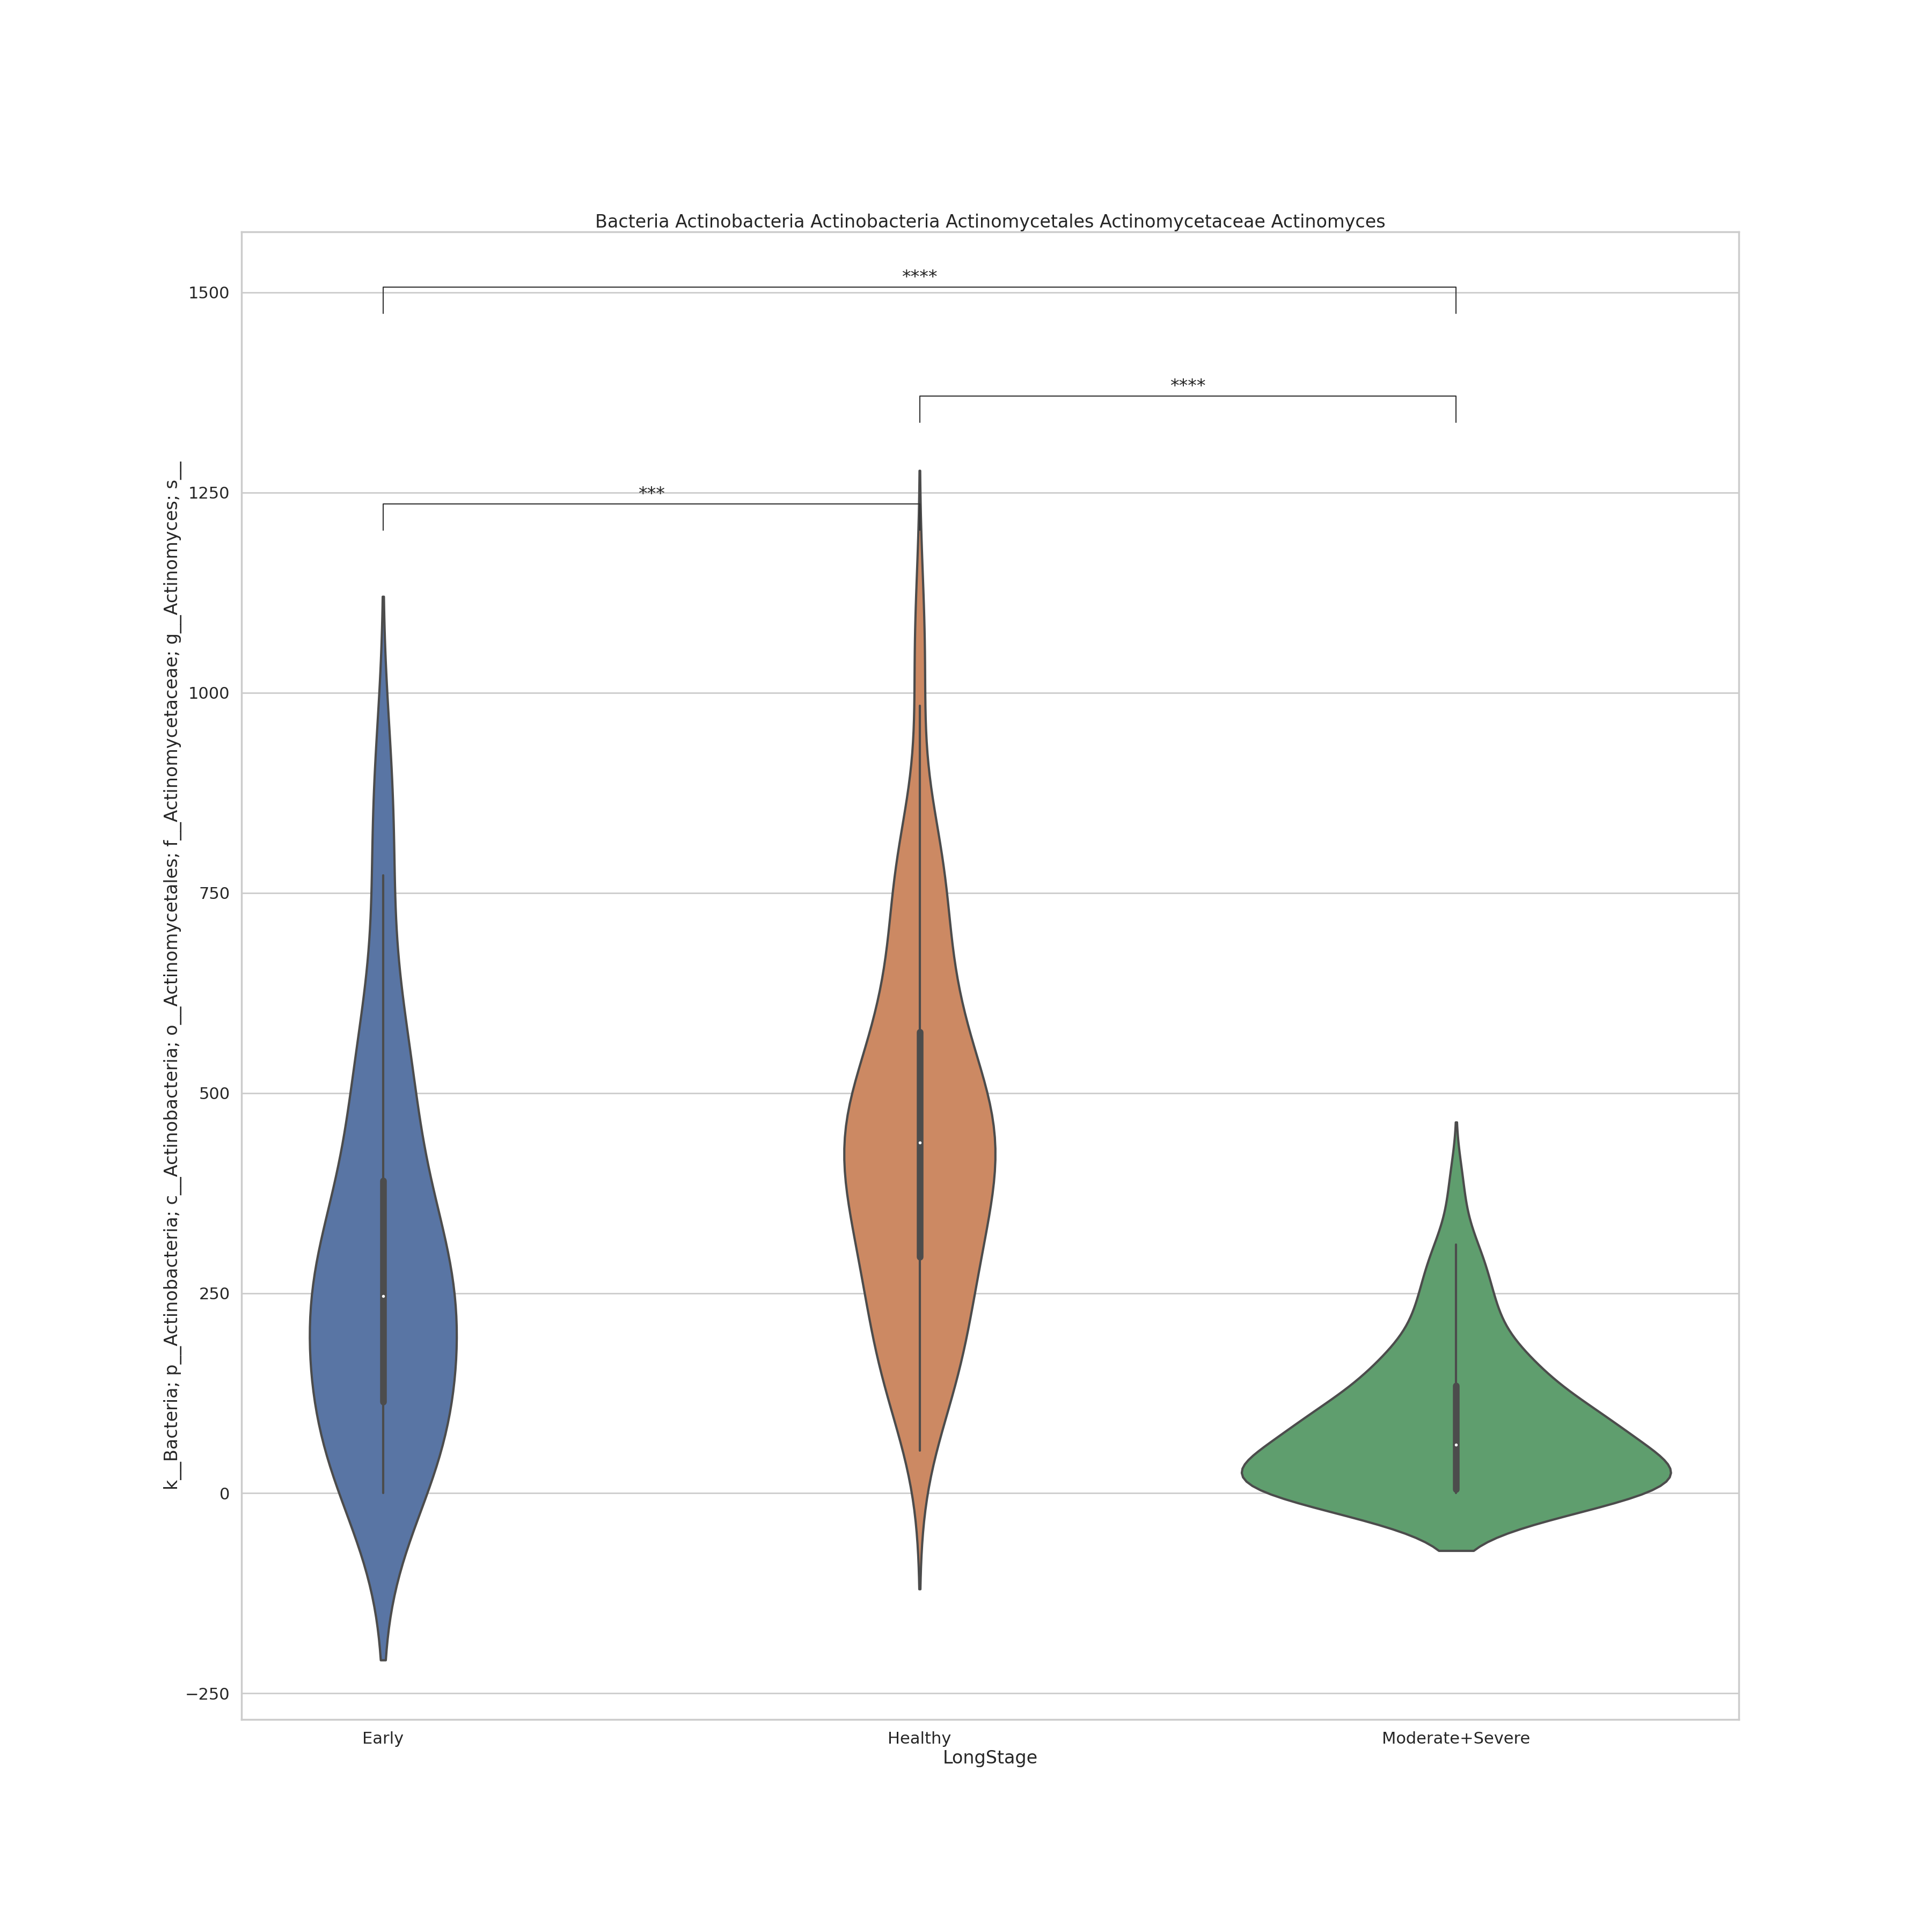 Bacteria Actinobacteria Actinobacteria Actinomycetales Actinomycetaceae Actinomyces
k__Bacteria; p__Actinobacteria; c__Actinobacteria; o__Actinomycetales; f__Actinomycetaceae; g__Actinomyces; s__
1500
1250
1000
750
500
250
0
−250
****
****
***
Early
Healthy
Moderate+Severe
LongStage